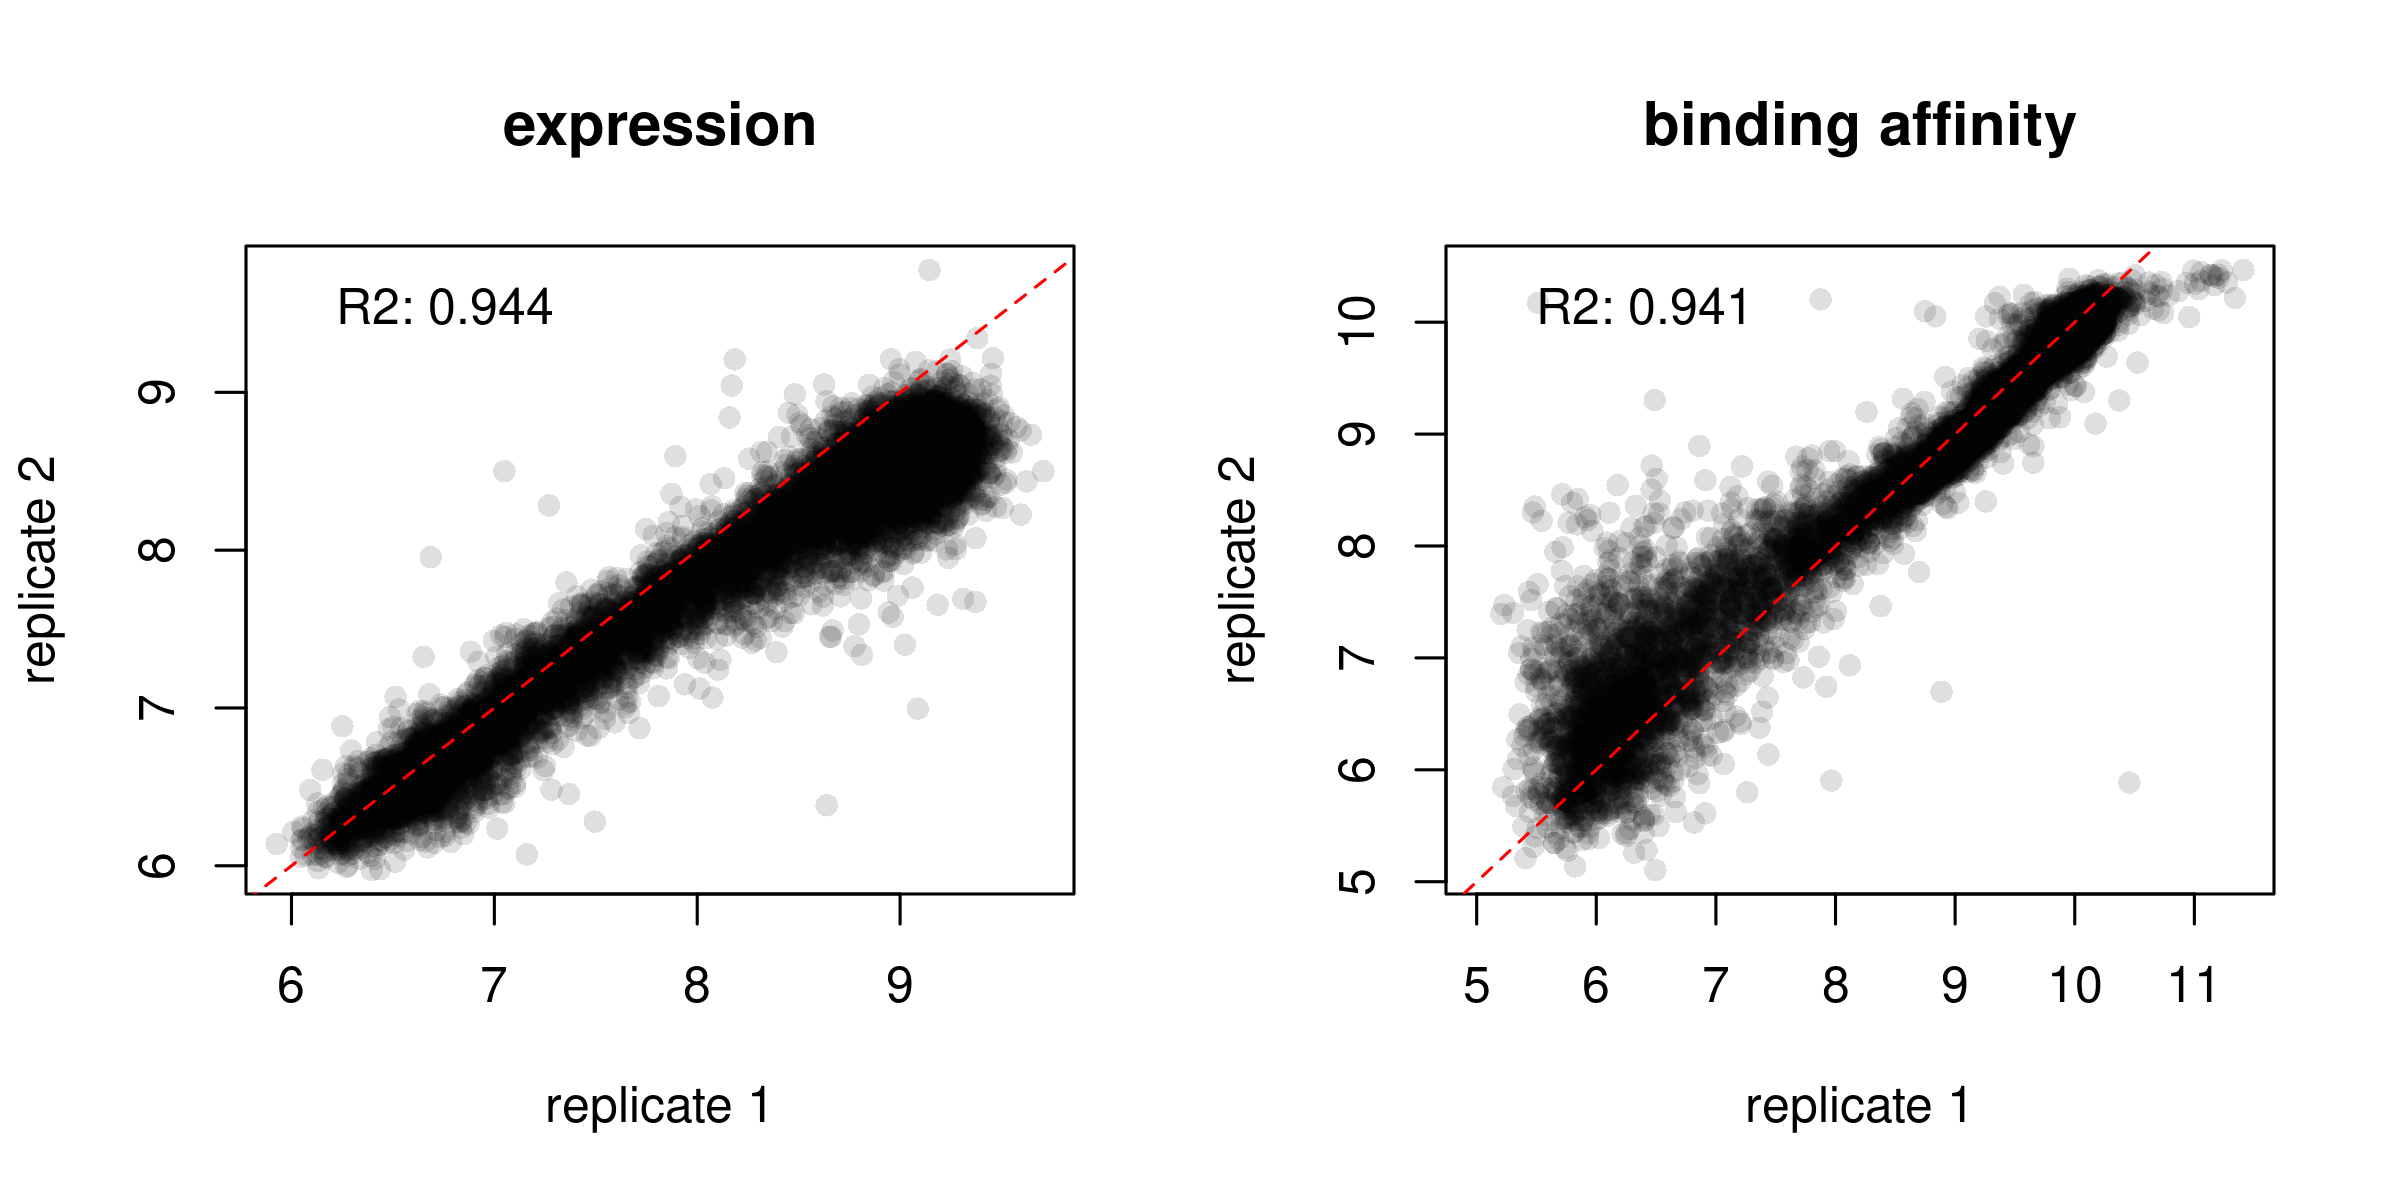 expression
R2: 0.944
9
8
7
6
replicate 2
6 7 8 9
replicate 1
binding affinity
R2: 0.941
10
9
8
7
6
5
replicate 2
5 6 7 8 9 10 11
replicate 1